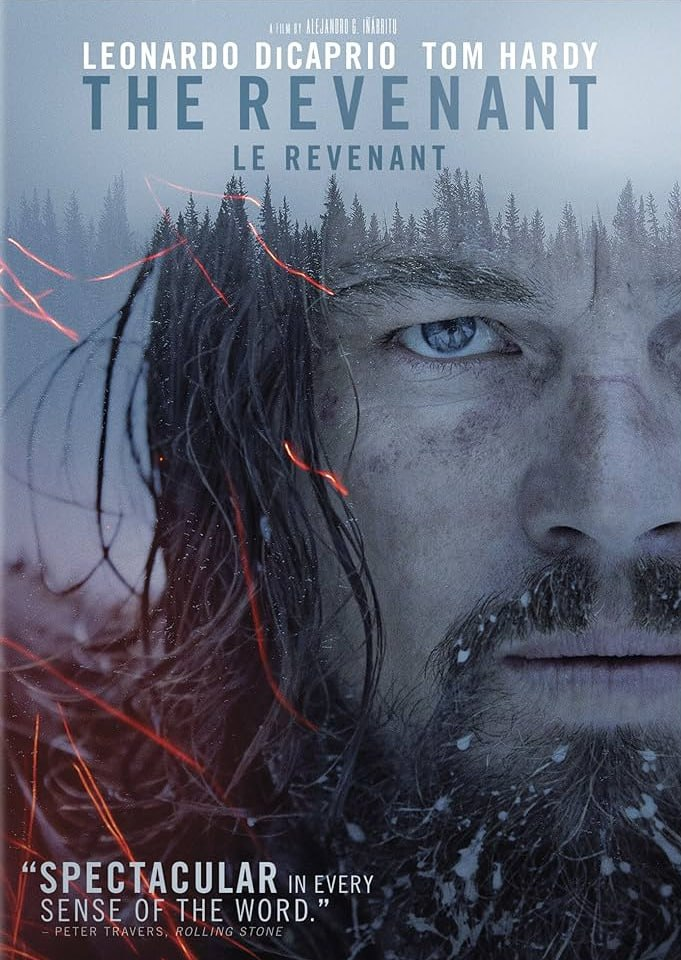 A FILM BY ALEJANDRO G. IÑÁRRITU
LEONARDO DiCAPRIO TOM HARDY
THE REVENANT
LE REVENANT
“SPECTACULAR IN EVERY
SENSE OF THE WORD.”
– PETER TRAVERS, ROLLING STONE